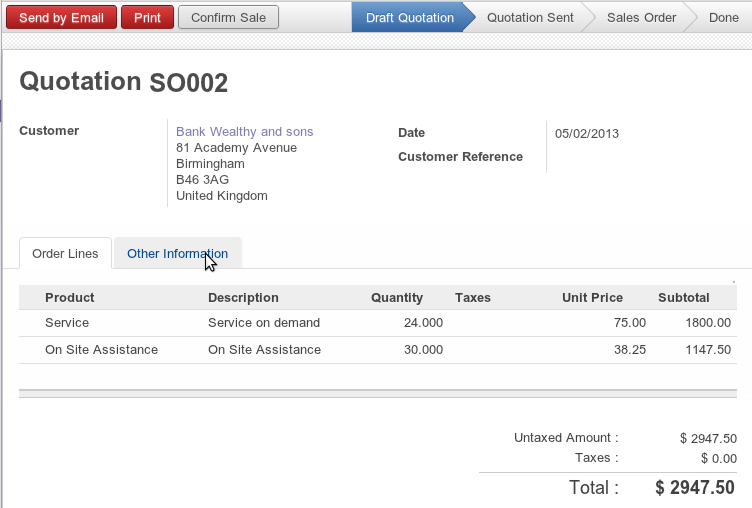 Send by Email Print Confirm Sale Draft Quotation Quotation Sent Sales Order Done
Quotation SO002
Customer
Bank Wealthy and sons
81 Academy Avenue
Birmingham
B46 3AG
United Kingdom
Date 05/02/2013
Customer Reference
Order Lines Other Information
Product Description Quantity Taxes Unit Price Subtotal
Service Service on demand 24.000 75.00 1800.00
On Site Assistance On Site Assistance 30.000 38.25 1147.50
Untaxed Amount : $ 2947.50
Taxes : $ 0.00
Total : $ 2947.50